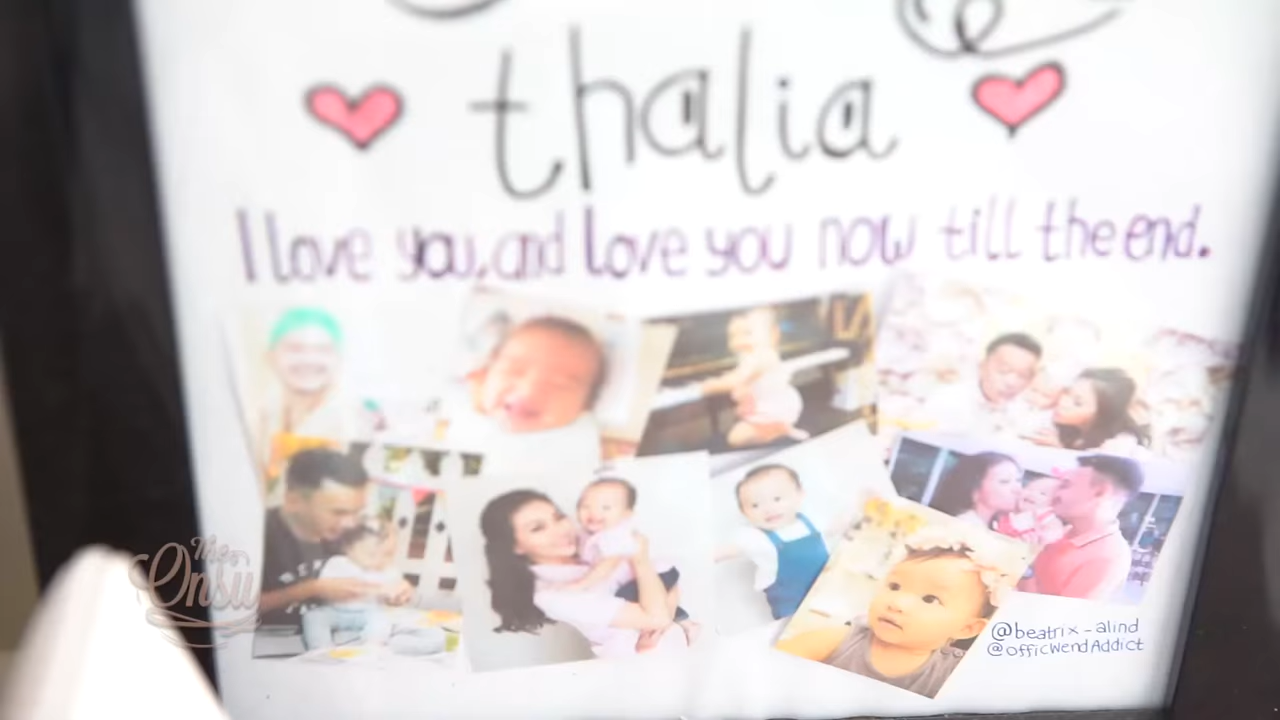 thalia
I love you, and love you now till the end.
The
Onsu
@beatrix_alind
@officWendAddict